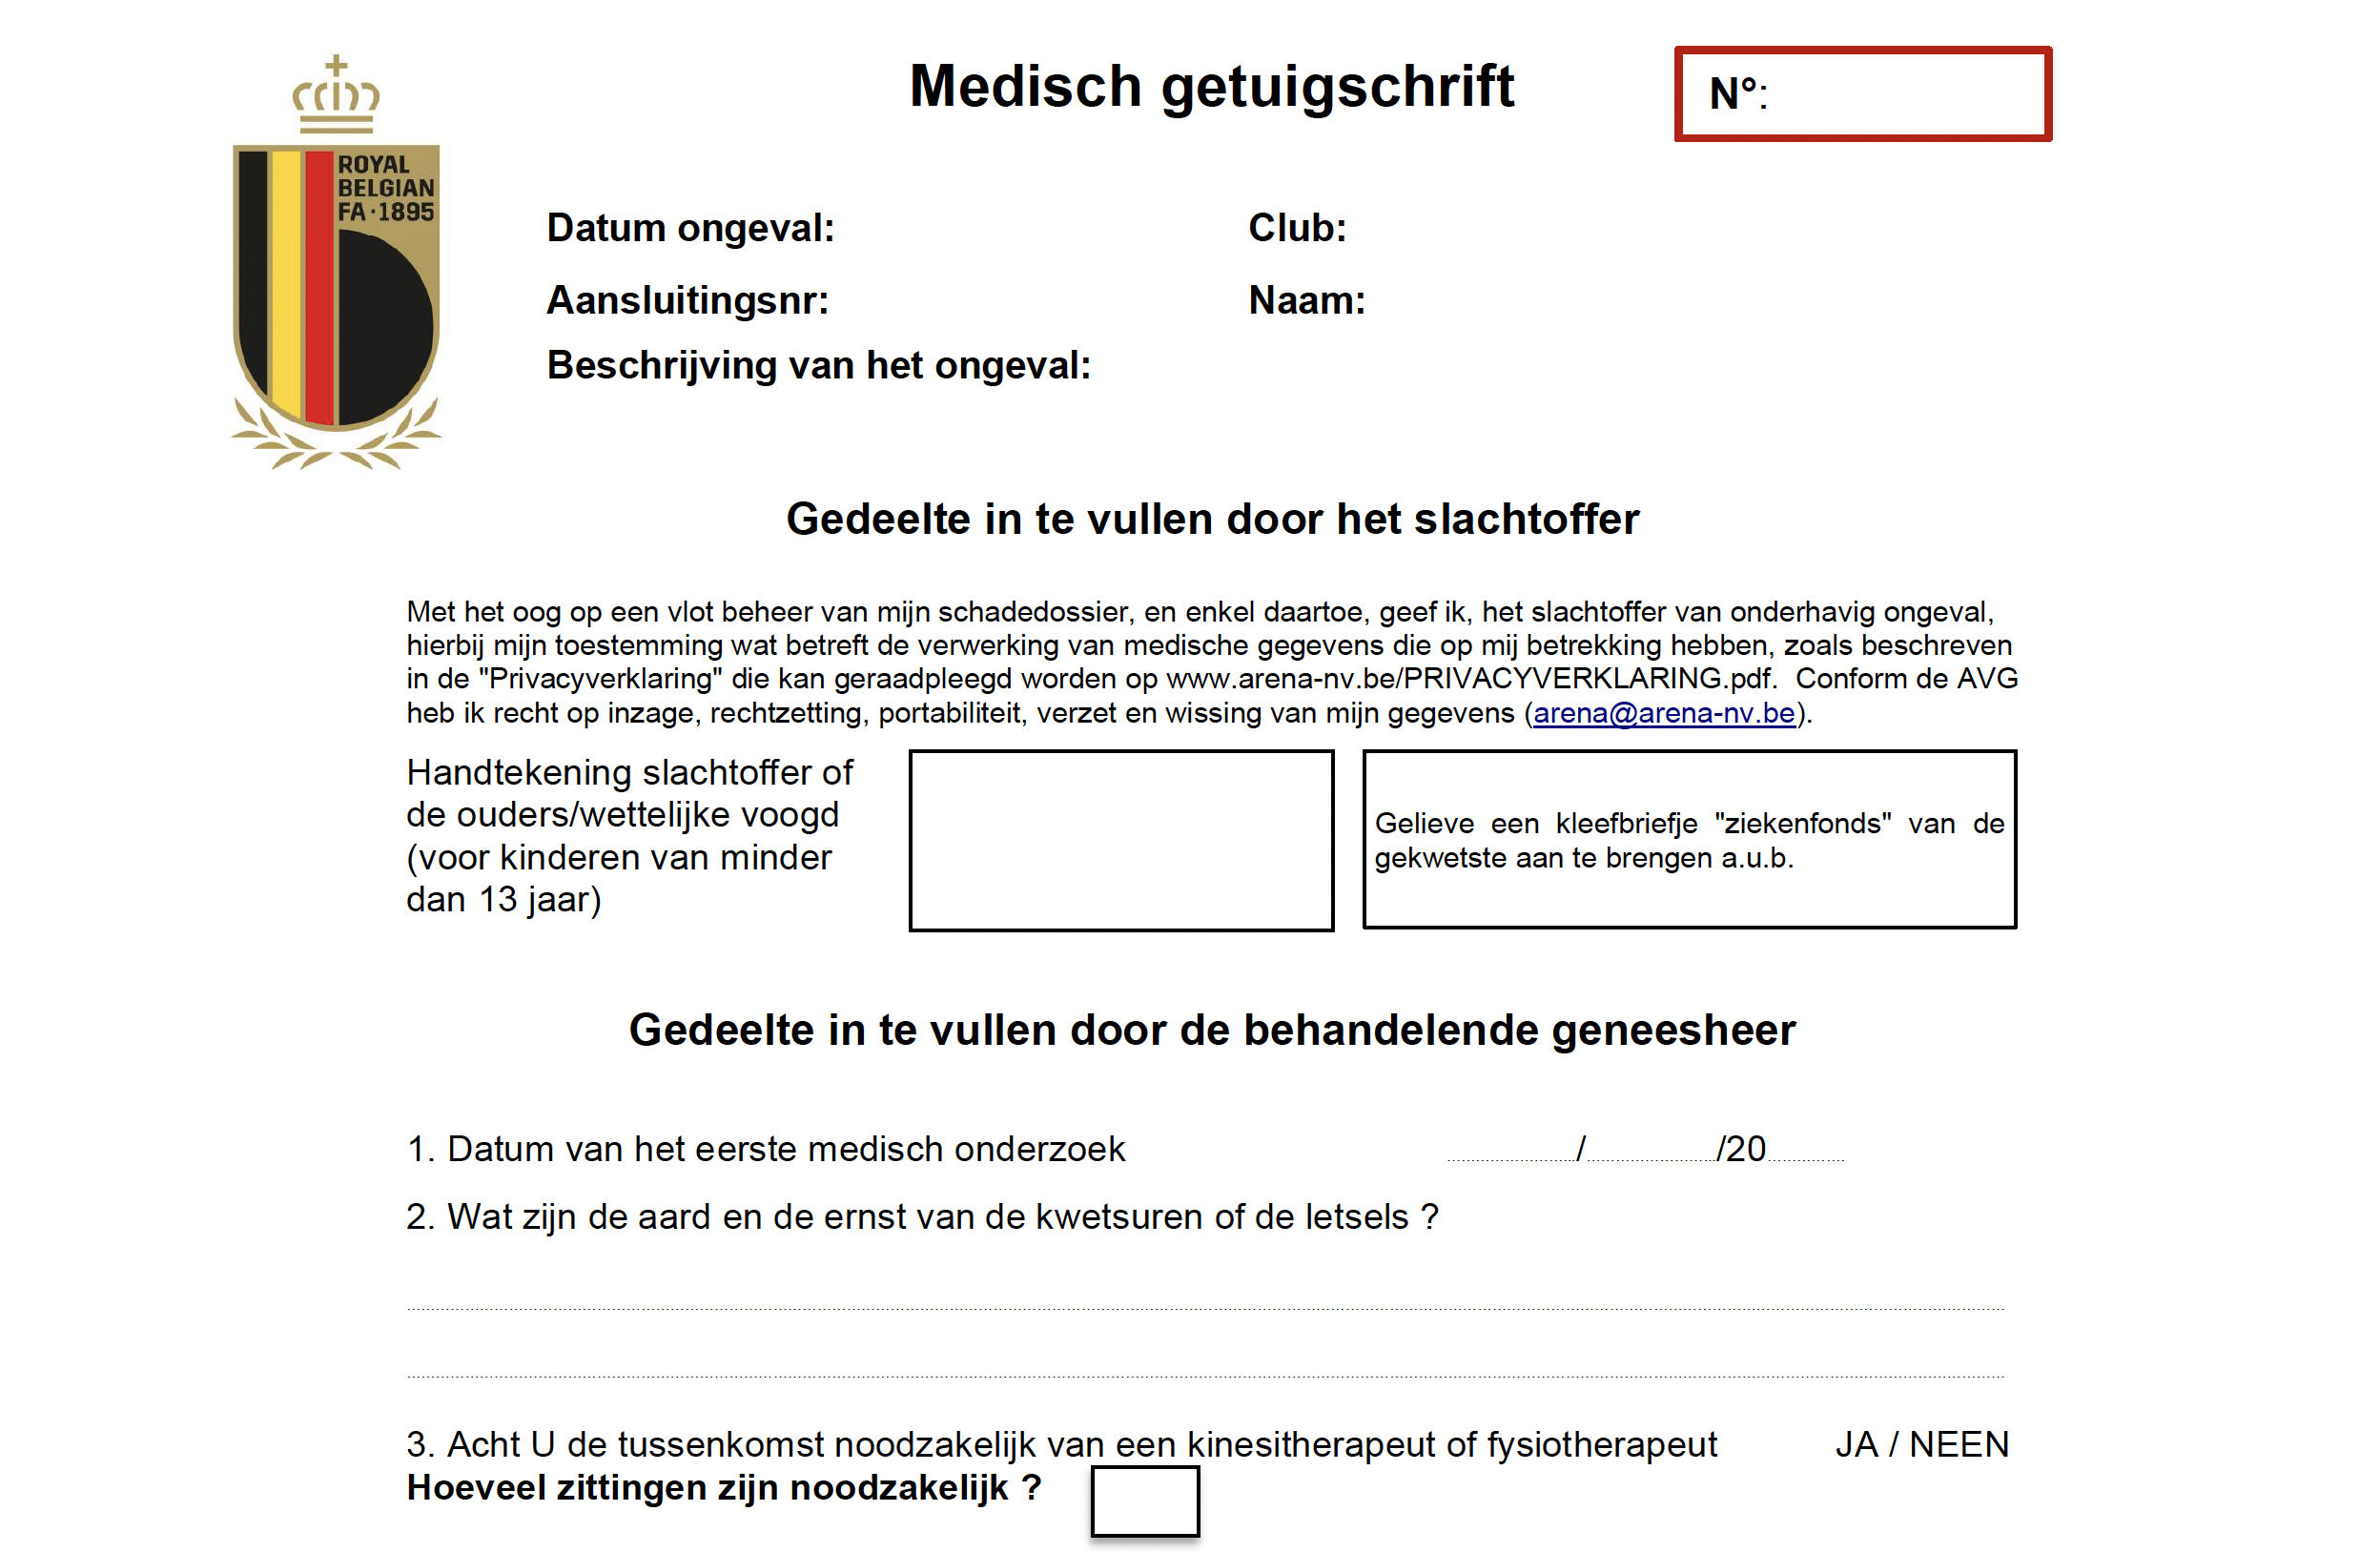 Medisch getuigschrift
N°:
ROYAL
BELGIAN
FA·1895
Datum ongeval: Club:
Aansluitingsnr: Naam:
Beschrijving van het ongeval:
Gedeelte in te vullen door het slachtoffer
Met het oog op een vlot beheer van mijn schadedossier, en enkel daartoe, geef ik, het slachtoffer van onderhavig ongeval,
hierbij mijn toestemming wat betreft de verwerking van medische gegevens die op mij betrekking hebben, zoals beschreven
in de "Privacyverklaring" die kan geraadpleegd worden op www.arena-nv.be/PRIVACYVERKLARING.pdf. Conform de AVG
heb ik recht op inzage, rechtzetting, portabiliteit, verzet en wissing van mijn gegevens (arena@arena-nv.be).
Handtekening slachtoffer of
de ouders/wettelijke voogd
(voor kinderen van minder
dan 13 jaar)
Gelieve een kleefbriefje "ziekenfonds" van de
gekwetste aan te brengen a.u.b.
Gedeelte in te vullen door de behandelende geneesheer
1. Datum van het eerste medisch onderzoek ............/............/20............
2. Wat zijn de aard en de ernst van de kwetsuren of de letsels ?
3. Acht U de tussenkomst noodzakelijk van een kinesitherapeut of fysiotherapeut JA / NEEN
Hoeveel zittingen zijn noodzakelijk ?